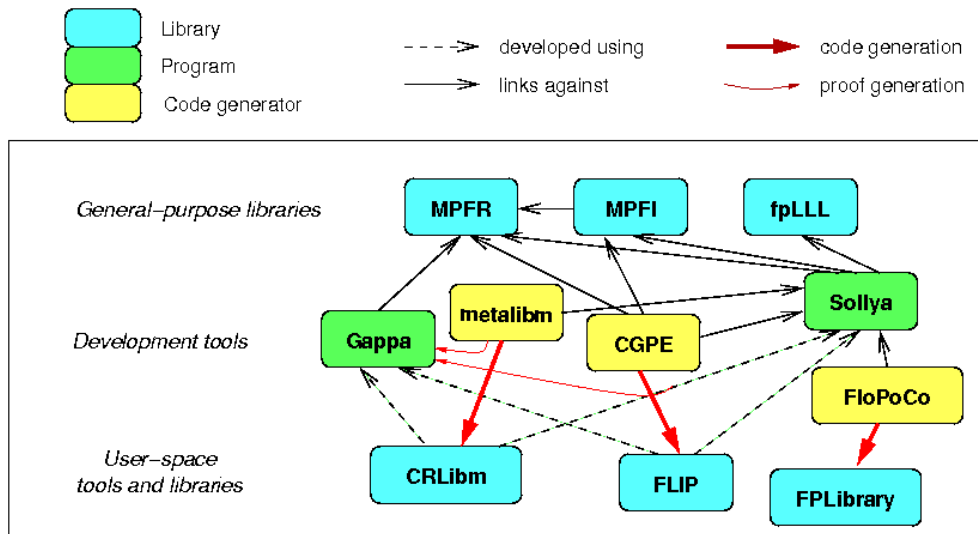 Library
Program
Code generator
developed using
links against
code generation
proof generation
General-purpose libraries
MPFR
MPFI
fpLLL
Development tools
Gappa
metalibm
CGPE
Sollya
FloPoCo
User-space
tools and libraries
CRLibm
FLIP
FPLibrary